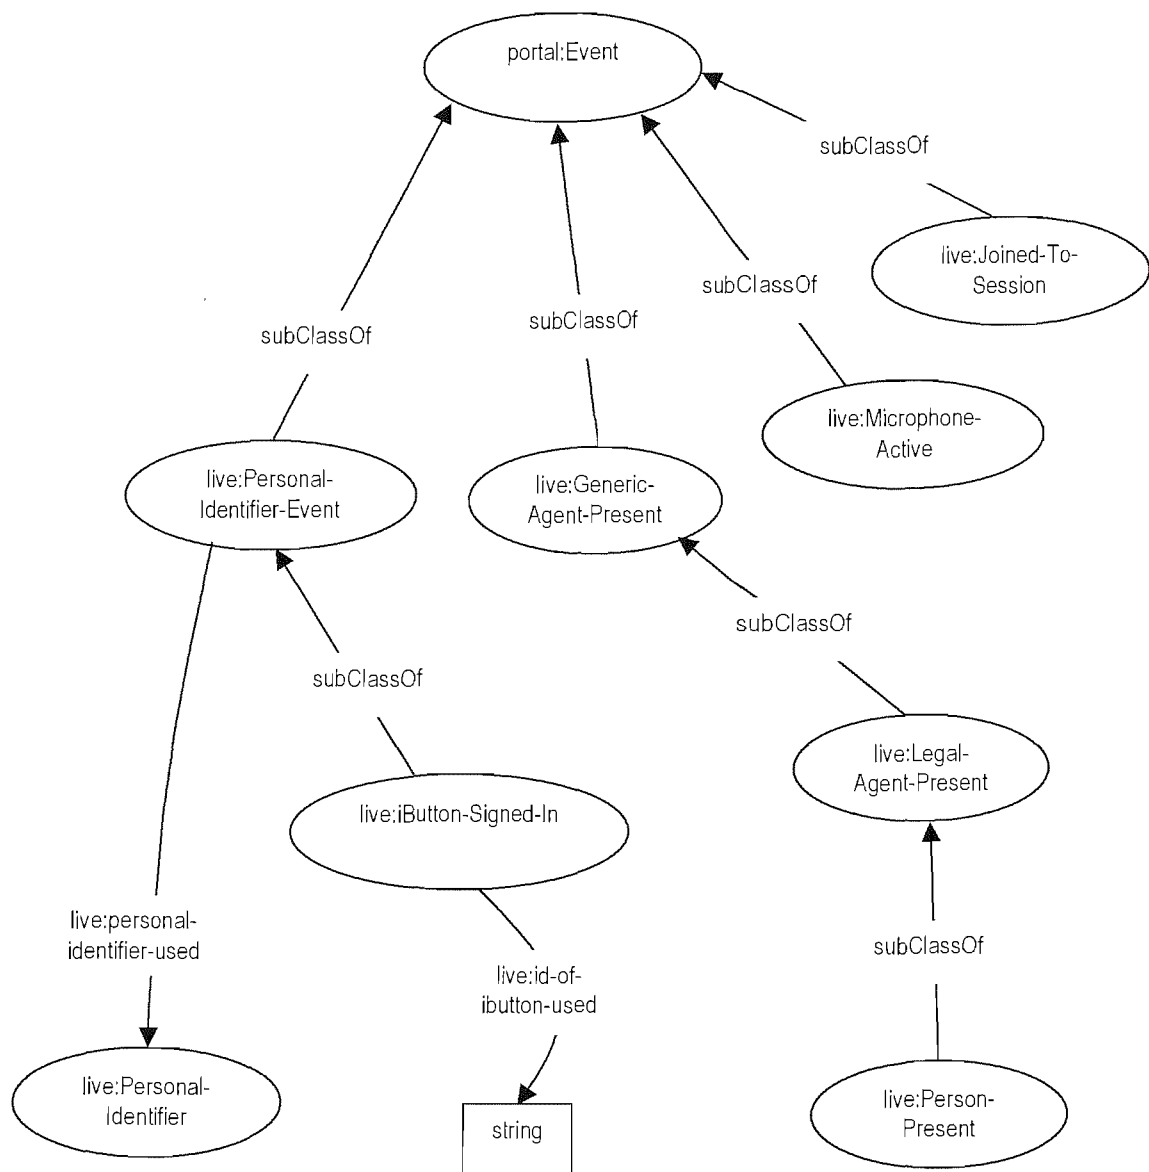 portal:Event
subClassOf
live:Joined-To-
Session
subClassOf
subClassOf
subClassOf
live:Microphone-
Active
live:Personal-
Identifier-Event
live:Generic-
Agent-Present
subClassOf
subClassOf
live:Legal-
Agent-Present
live:iButton-Signed-In
live:personal-
identifier-used
subClassOf
live:id-of-
ibutton-used
live:Personal-
Identifier
string
live:Person-
Present